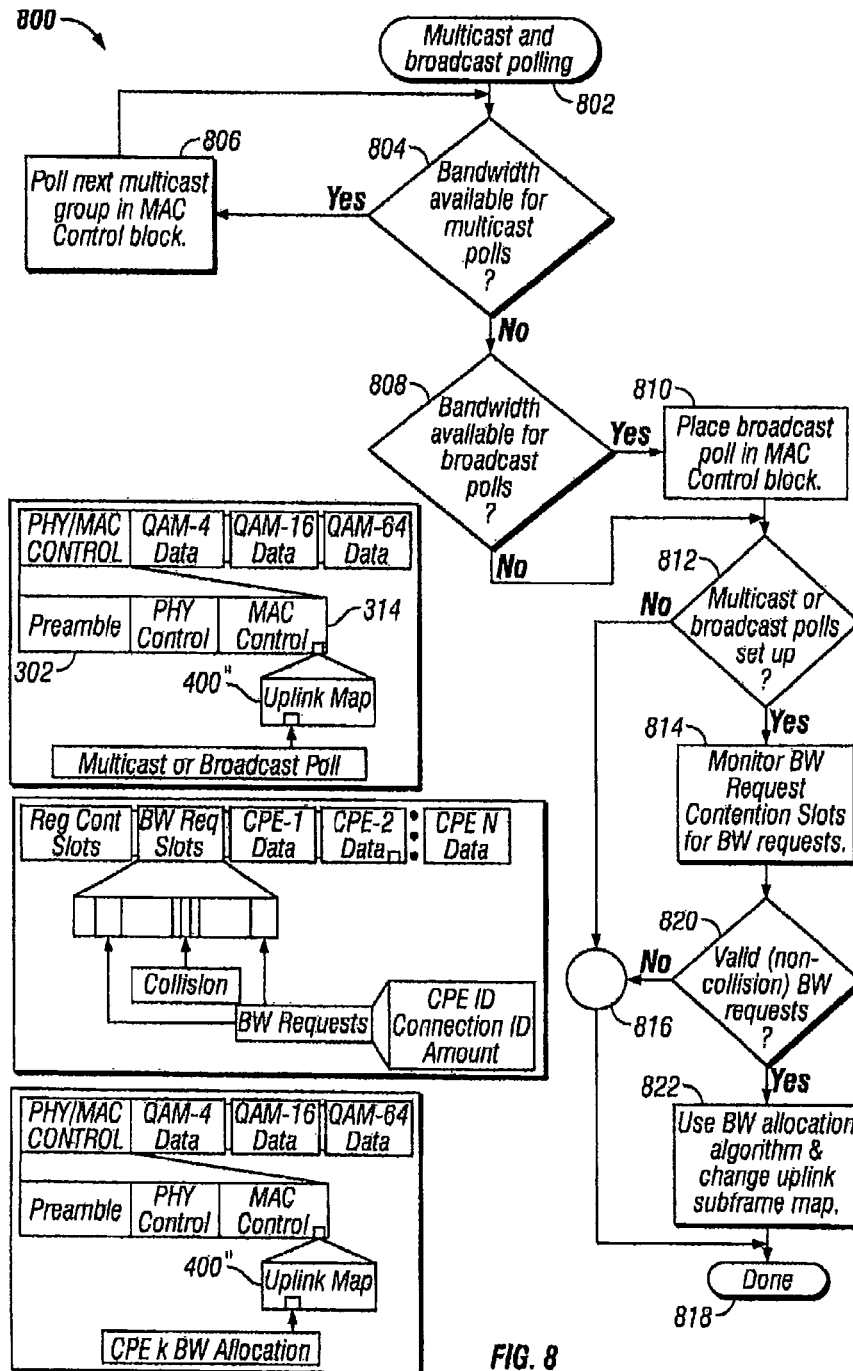 800
Multicast and
broadcast polling
802
806
Poll next multicast
group in MAC
Control block.
804
Yes
Bandwidth
available for
multicast
polls
?
No
808
Bandwidth
available for
broadcast
polls
?
Yes
810
Place broadcast
poll in MAC
Control block.
No
812
No
Multicast or
broadcast polls
set up
?
Yes
814
Monitor BW
Request
Contention Slots
for BW requests.
820
No
Valid (non-
collision) BW
requests
?
816
Yes
822
Use BW allocation
algorithm &
change uplink
subframe map.
Done
818
PHY/MAC
CONTROL
QAM-4
Data
QAM-16
Data
QAM-64
Data
Preamble
PHY
Control
MAC
Control
314
302
400"
Uplink Map
Multicast or Broadcast Poll
Reg Cont
Slots
BW Req
Slots
CPE-1
Data
CPE-2
Data
CPE N
Data
Collision
BW Requests
CPE ID
Connection ID
Amount
PHY/MAC
CONTROL
QAM-4
Data
QAM-16
Data
QAM-64
Data
Preamble
PHY
Control
MAC
Control
400"
Uplink Map
CPE k BW Allocation
FIG. 8